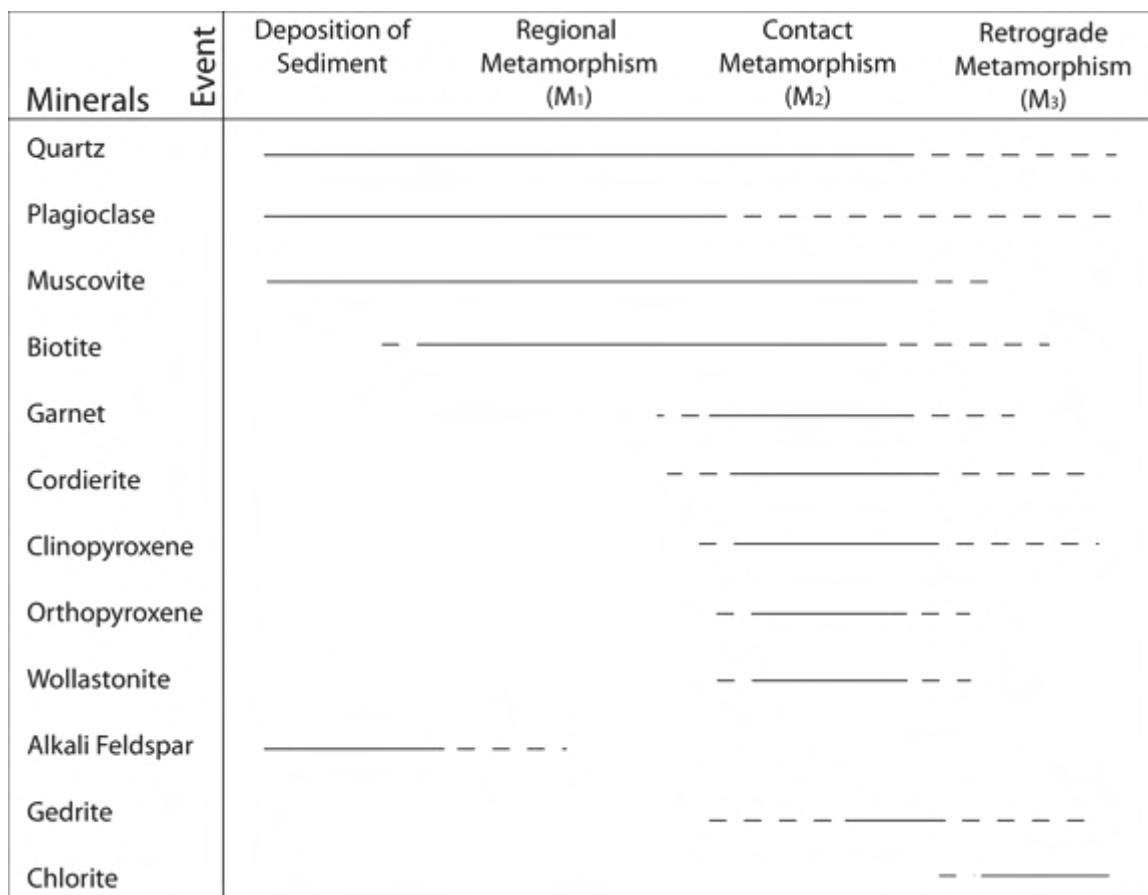 Minerals
Event
Deposition of
Sediment
Regional
Metamorphism
(M1)
Contact
Metamorphism
(M2)
Retrograde
Metamorphism
(M3)
Quartz
Plagioclase
Muscovite
Biotite
Garnet
Cordierite
Clinopyroxene
Orthopyroxene
Wollastonite
Alkali Feldspar
Gedrite
Chlorite